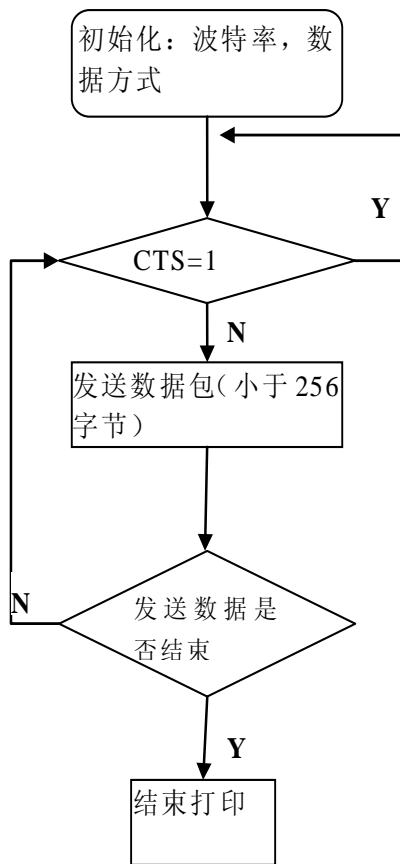 初始化：波特率，数
据方式
Y
CTS=1
N
发送数据包（小于256
字节）
N
发送数据是
否结束
Y
结束打印